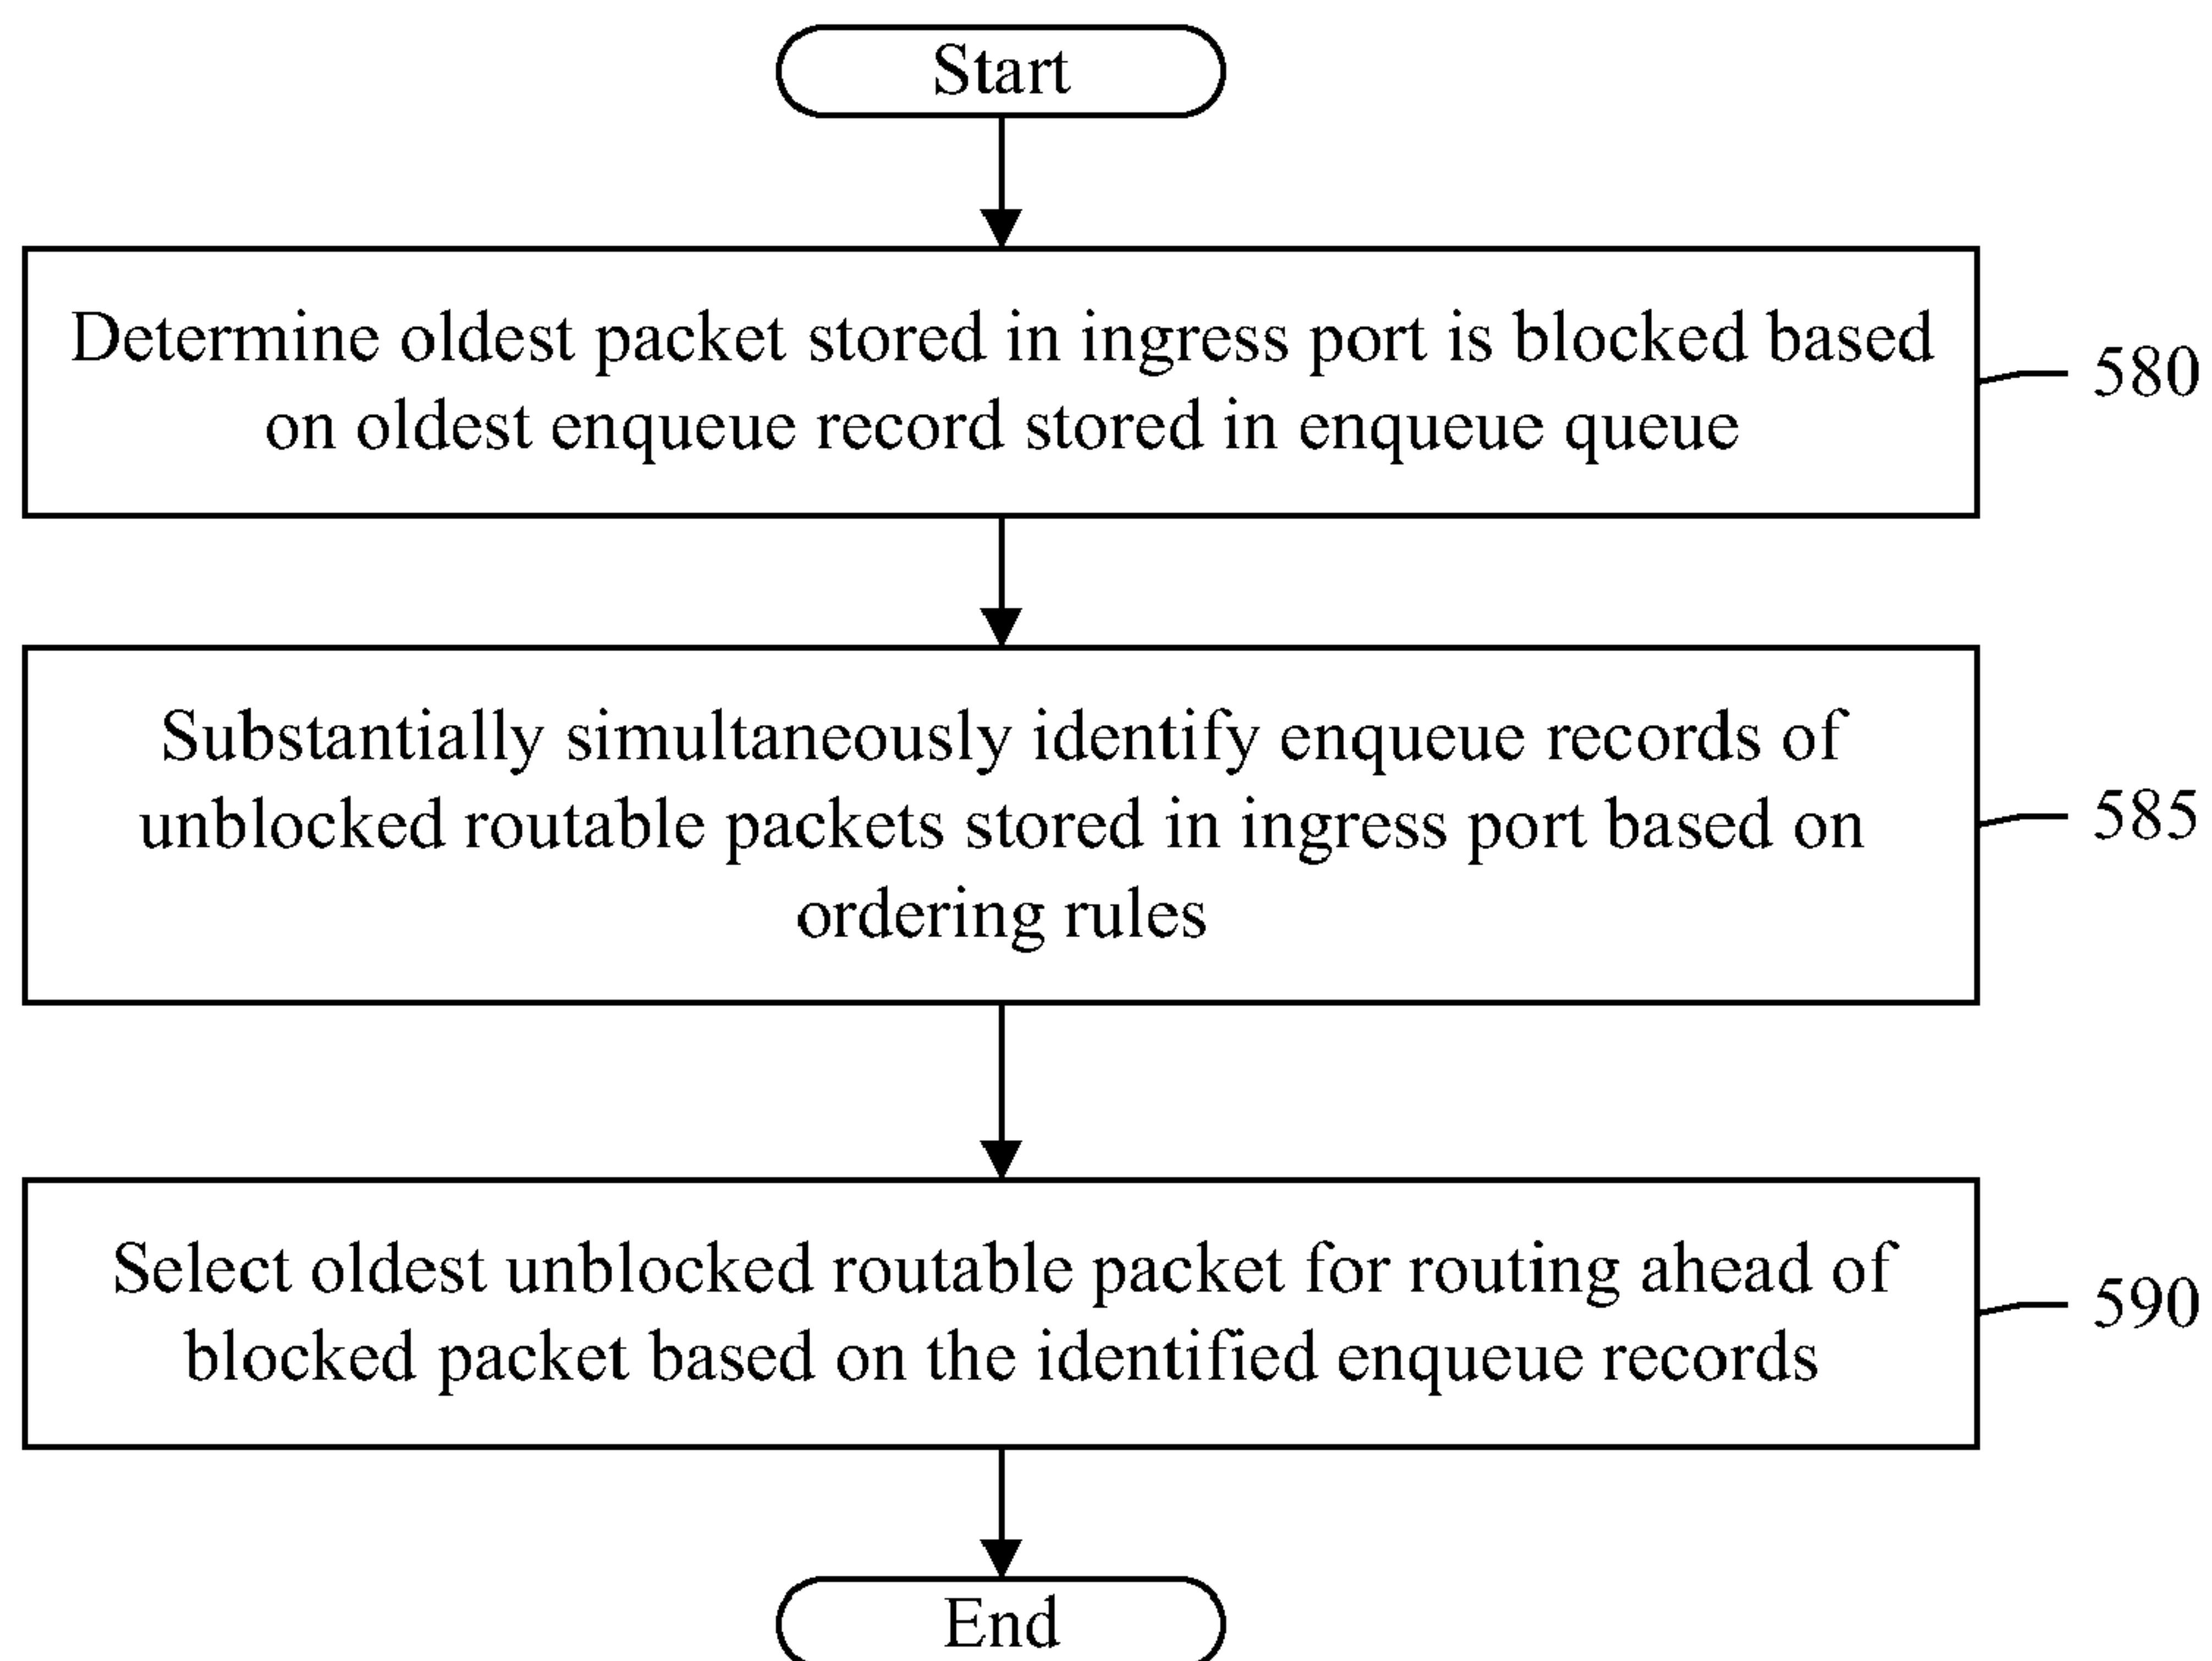 Start
Determine oldest packet stored in ingress port is blocked based
on oldest enqueue record stored in enqueue queue
580
Substantially simultaneously identify enqueue records of
unblocked routable packets stored in ingress port based on
ordering rules
585
Select oldest unblocked routable packet for routing ahead of
blocked packet based on the identified enqueue records
590
End